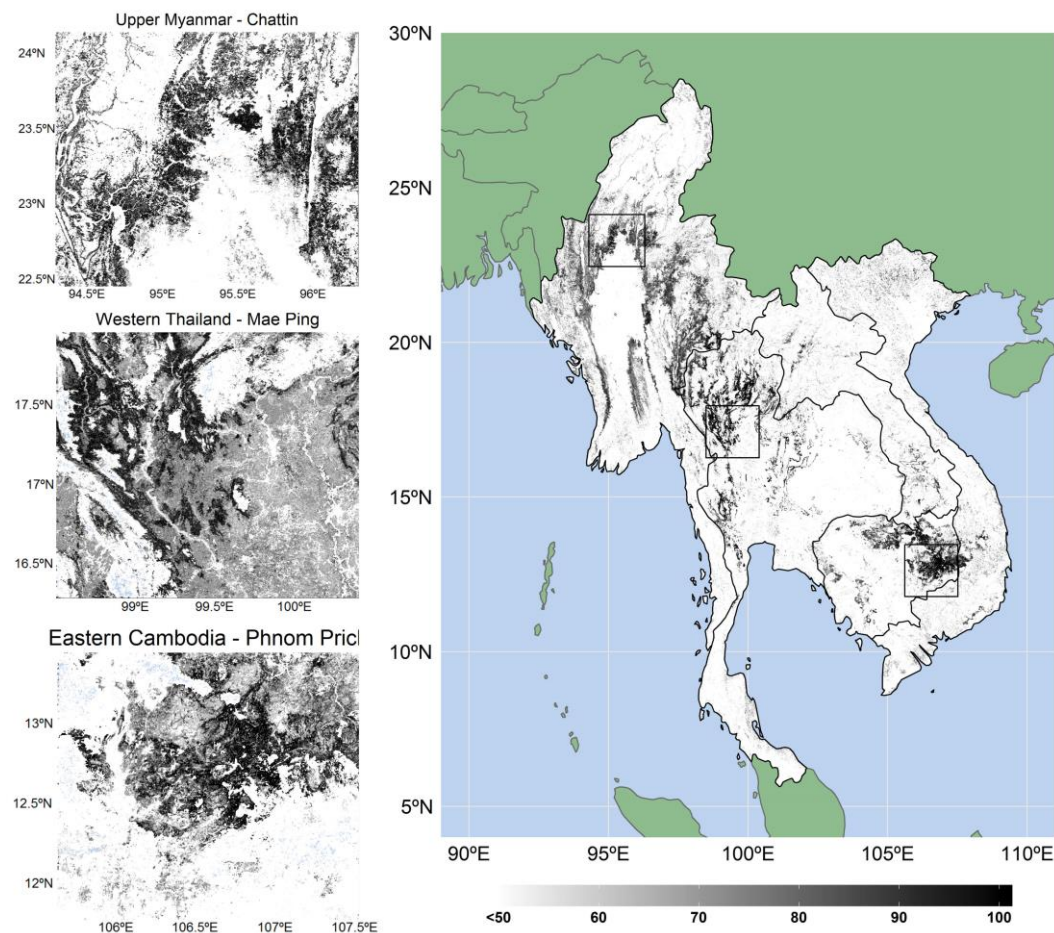 Upper Myanmar - Chattin
24ºN
23.5ºN
23ºN
22.5ºN
94.5ºE 95ºE 95.5ºE 96ºE
Western Thailand - Mae Ping
17.5ºN
17ºN
16.5ºN
99ºE 99.5ºE 100ºE
Eastern Cambodia - Phnom Pricl
13ºN
12.5ºN
12ºN
106ºE 106.5ºE 107ºE 107.5ºE
30ºN
25ºN
20ºN
15ºN
10ºN
5ºN
90ºE 95ºE 100ºE 105ºE 110ºE
<50 60 70 80 90 100